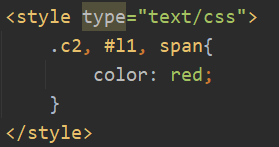 <style type="text/css">
    .c2, #l1, span{
        color: red;
    }
</style>